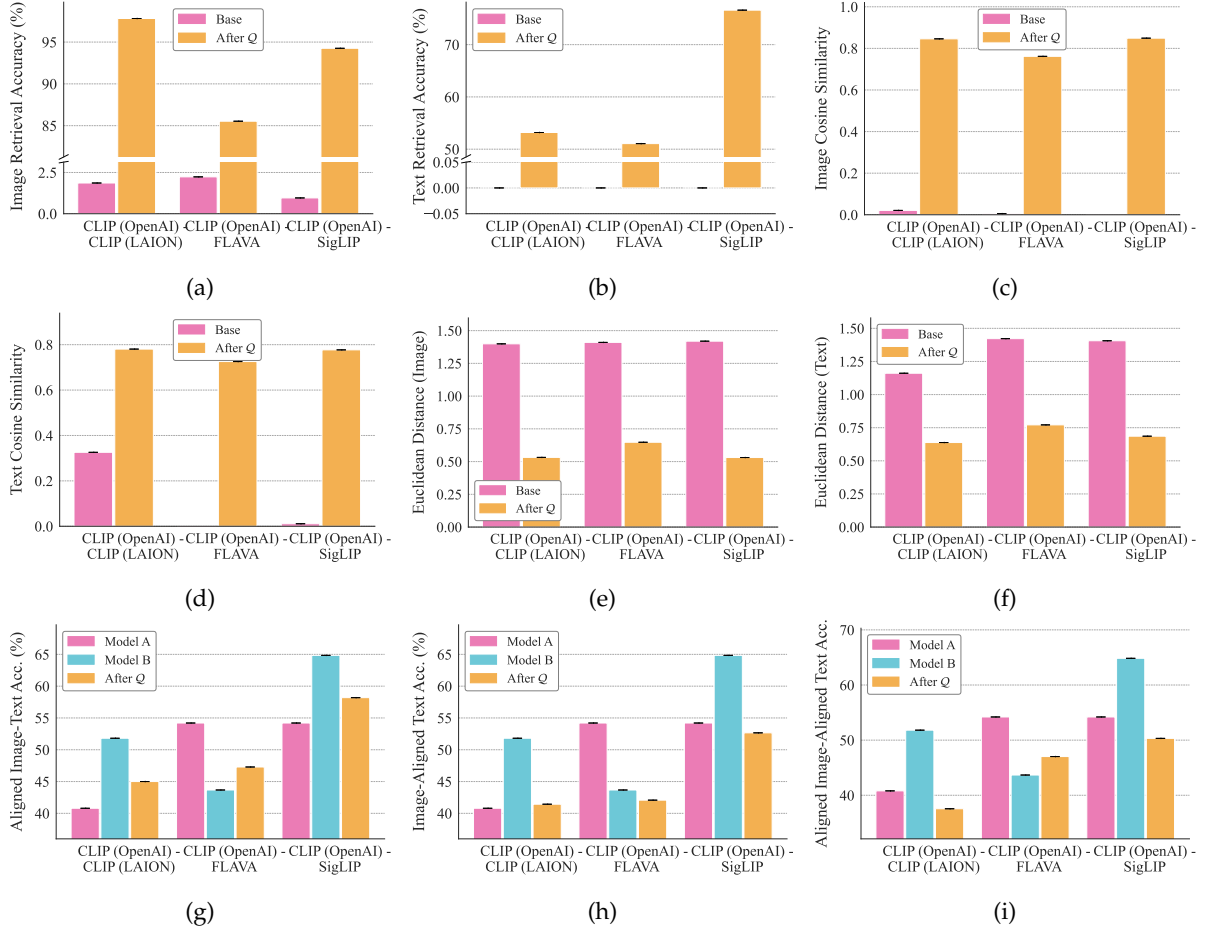 Image Retrieval Accuracy (%)
95
90
85
2.5
0.0
Base
After Q
CLIP (OpenAI) -
CLIP (LAION)
CLIP (OpenAI) -
FLAVA
CLIP (OpenAI) -
SigLIP
(a)
Text Retrieval Accuracy (%)
70
60
50
0.05
0.00
−0.05
Base
After Q
CLIP (OpenAI) -
CLIP (LAION)
CLIP (OpenAI) -
FLAVA
CLIP (OpenAI) -
SigLIP
(b)
Image Cosine Similarity
1.0
0.8
0.6
0.4
0.2
0.0
Base
After Q
CLIP (OpenAI) -
CLIP (LAION)
CLIP (OpenAI) -
FLAVA
CLIP (OpenAI) -
SigLIP
(c)
Text Cosine Similarity
0.8
0.6
0.4
0.2
0.0
Base
After Q
CLIP (OpenAI) -
CLIP (LAION)
CLIP (OpenAI) -
FLAVA
CLIP (OpenAI) -
SigLIP
(d)
Euclidean Distance (Image)
1.50
1.25
1.00
0.75
0.50
0.25
0.00
Base
After Q
CLIP (OpenAI) -
CLIP (LAION)
CLIP (OpenAI) -
FLAVA
CLIP (OpenAI) -
SigLIP
(e)
Euclidean Distance (Text)
1.50
1.25
1.00
0.75
0.50
0.25
0.00
Base
After Q
CLIP (OpenAI) -
CLIP (LAION)
CLIP (OpenAI) -
FLAVA
CLIP (OpenAI) -
SigLIP
(f)
Aligned Image-Text Acc. (%)
65
60
55
50
45
40
Model A
Model B
After Q
CLIP (OpenAI) -
CLIP (LAION)
CLIP (OpenAI) -
FLAVA
CLIP (OpenAI) -
SigLIP
(g)
Image-Aligned Text Acc. (%)
65
60
55
50
45
40
Model A
Model B
After Q
CLIP (OpenAI) -
CLIP (LAION)
CLIP (OpenAI) -
FLAVA
CLIP (OpenAI) -
SigLIP
(h)
Aligned Image-Aligned Text Acc.
70
60
50
40
Model A
Model B
After Q
CLIP (OpenAI) -
CLIP (LAION)
CLIP (OpenAI) -
FLAVA
CLIP (OpenAI) -
SigLIP
(i)